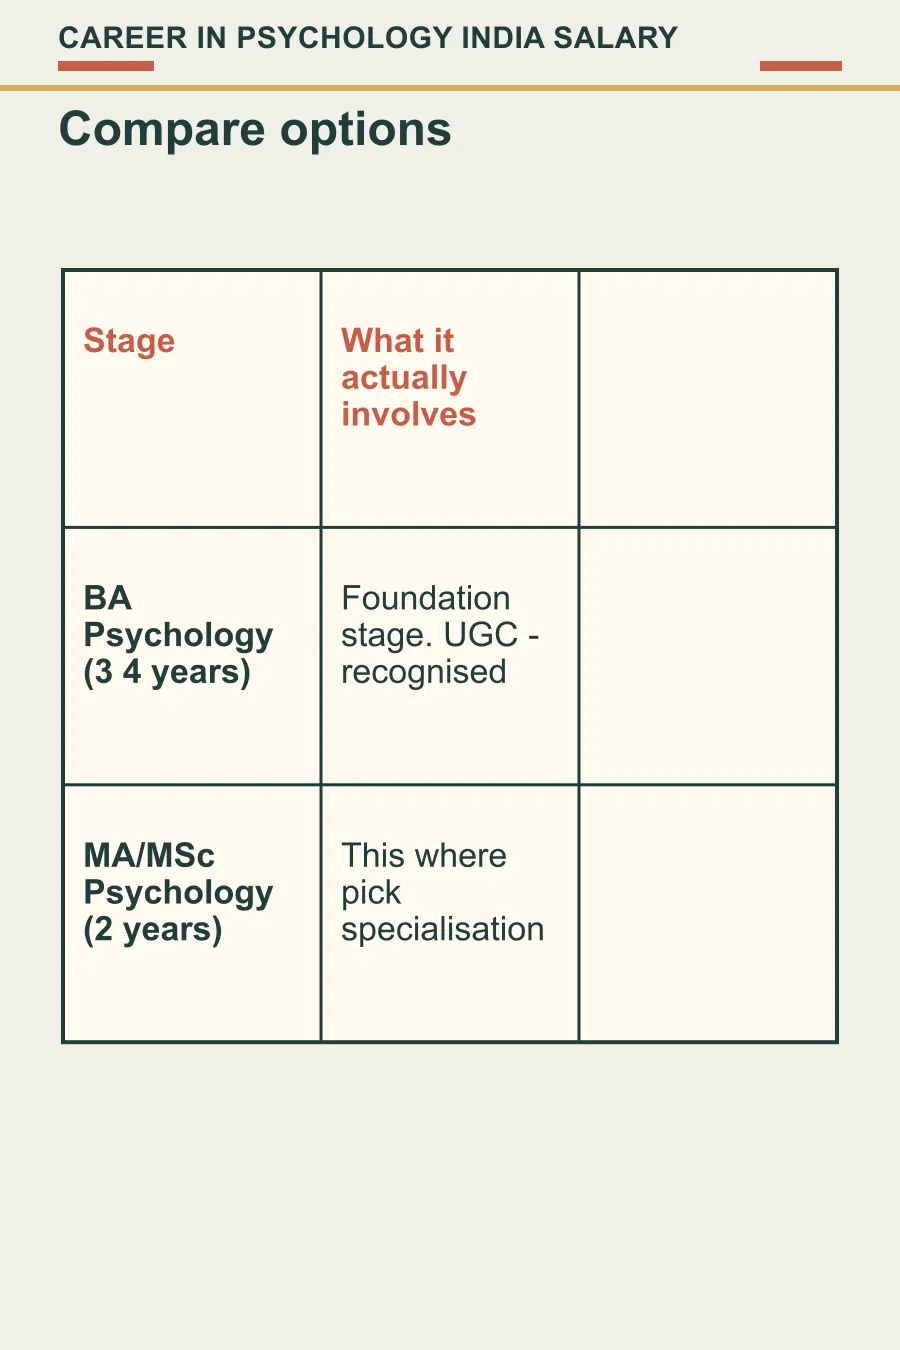 CAREER IN PSYCHOLOGY INDIA SALARY
Compare options
Stage
What it
actually
involves
BA
Psychology
(3 4 years)
Foundation
stage. UGC -
recognised
MA/MSc
Psychology
(2 years)
This where
pick
specialisation